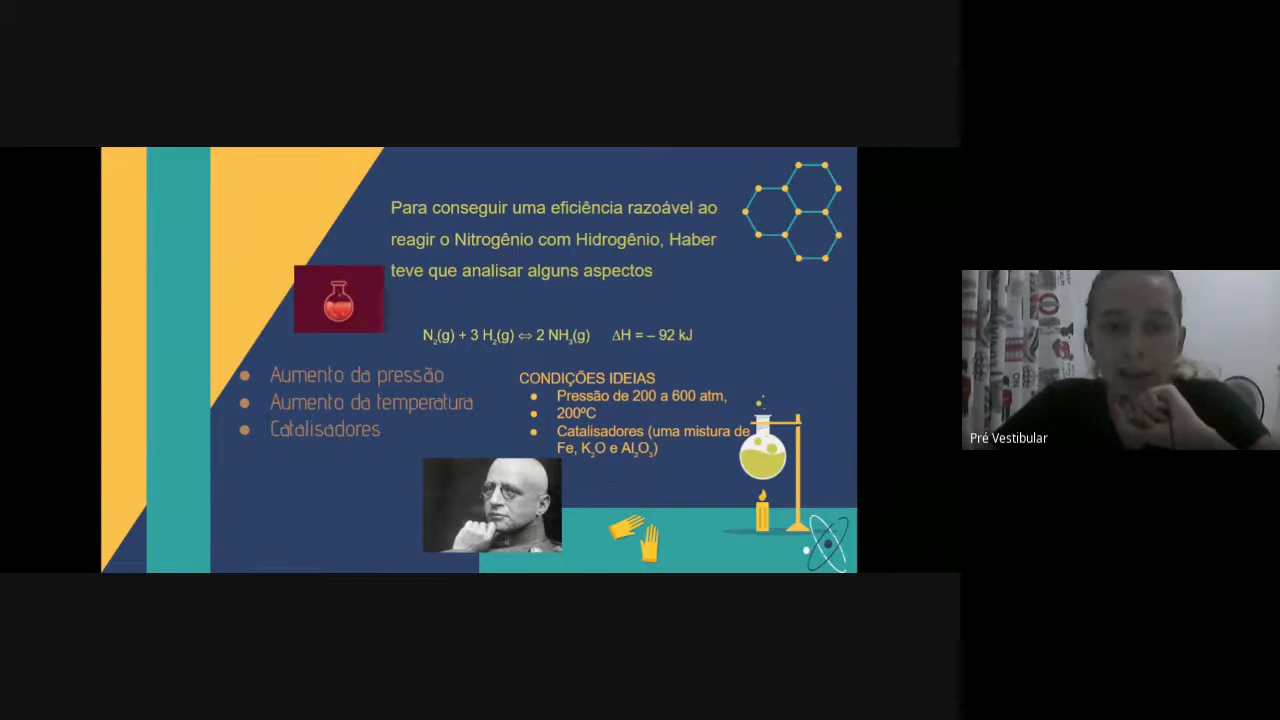 Para conseguir uma eficiência razoável ao
reagir o Nitrogênio com Hidrogênio, Haber
teve que analisar alguns aspectos
N₂(g) + 3 H₂(g) ⇔ 2 NH₃(g) ΔH = – 92 kJ
Aumento da pressão
Aumento da temperatura
Catalisadores
CONDIÇÕES IDEIAS
Pressão de 200 a 600 atm,
200ºC
Catalisadores (uma mistura de
Fe, K₂O e Al₂O₃)
Pré Vestibular